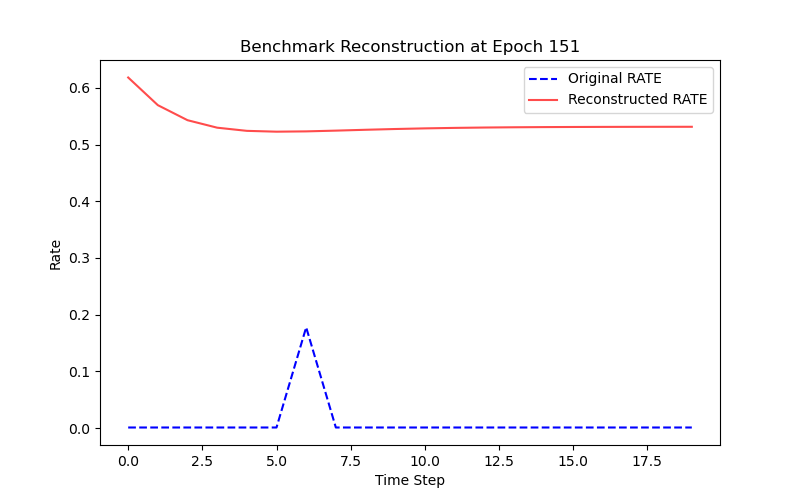 Benchmark Reconstruction at Epoch 151
Original RATE
Reconstructed RATE
0.6
0.5
0.4
0.3
0.2
0.1
0.0
Rate
0.0 2.5 5.0 7.5 10.0 12.5 15.0 17.5
Time Step